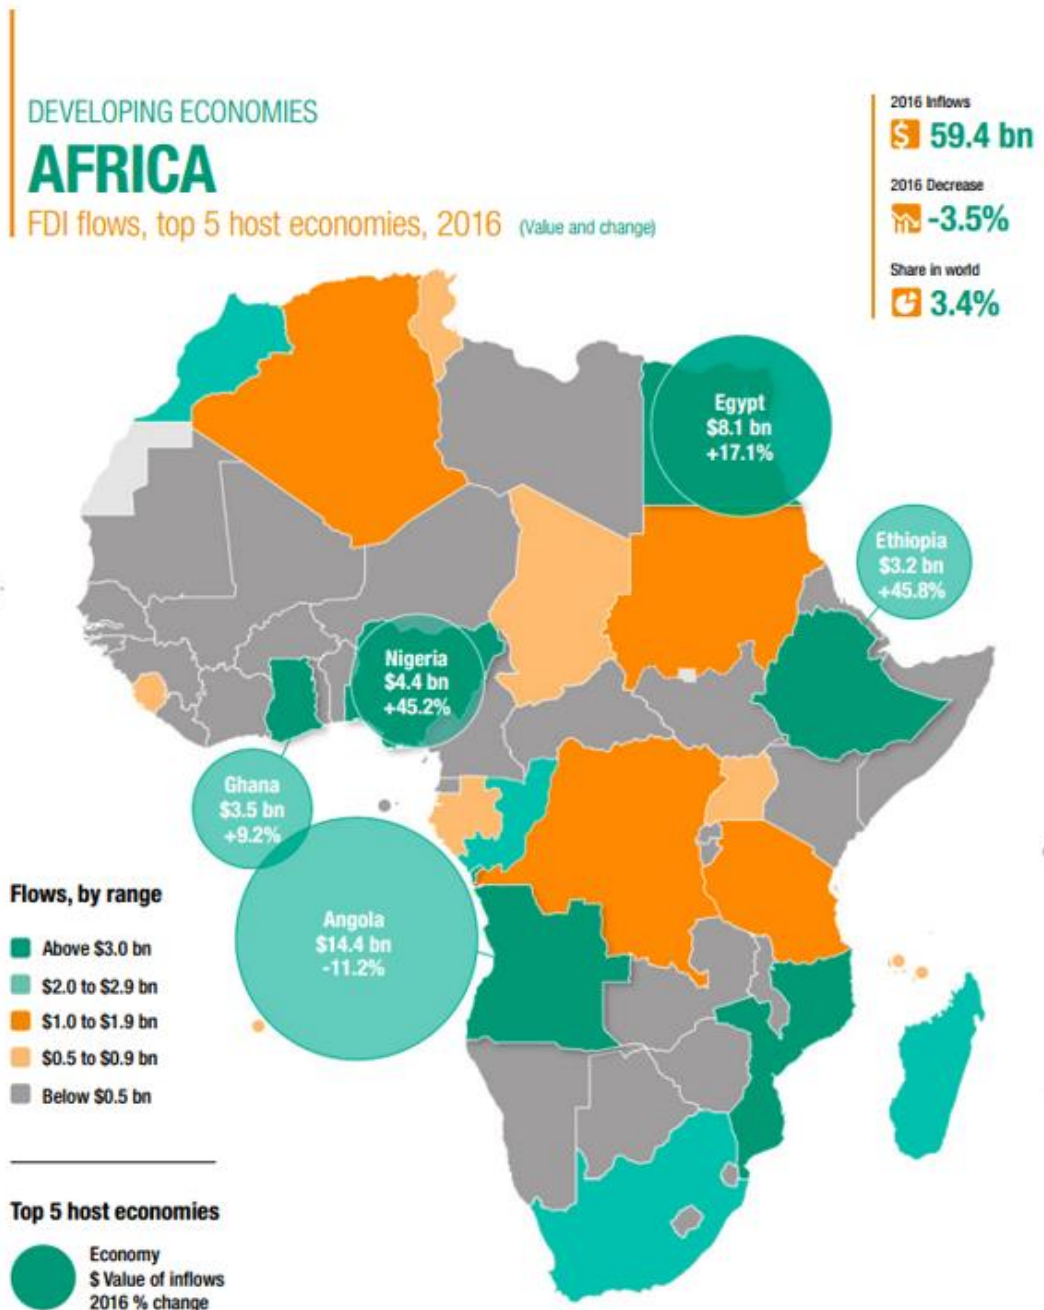 DEVELOPING ECONOMIES
AFRICA
FDI flows, top 5 host economies, 2016 (Value and change)
2016 Inflows
$ 59.4 bn
2016 Decrease
-3.5%
Share in world
3.4%
Egypt
$8.1 bn
+17.1%
Ethiopia
$3.2 bn
+45.8%
Nigeria
$4.4 bn
+45.2%
Ghana
$3.5 bn
+9.2%
Angola
$14.4 bn
-11.2%
Flows, by range
Above $3.0 bn
$2.0 to $2.9 bn
$1.0 to $1.9 bn
$0.5 to $0.9 bn
Below $0.5 bn
Top 5 host economies
Economy
$ Value of inflows
2016 % change